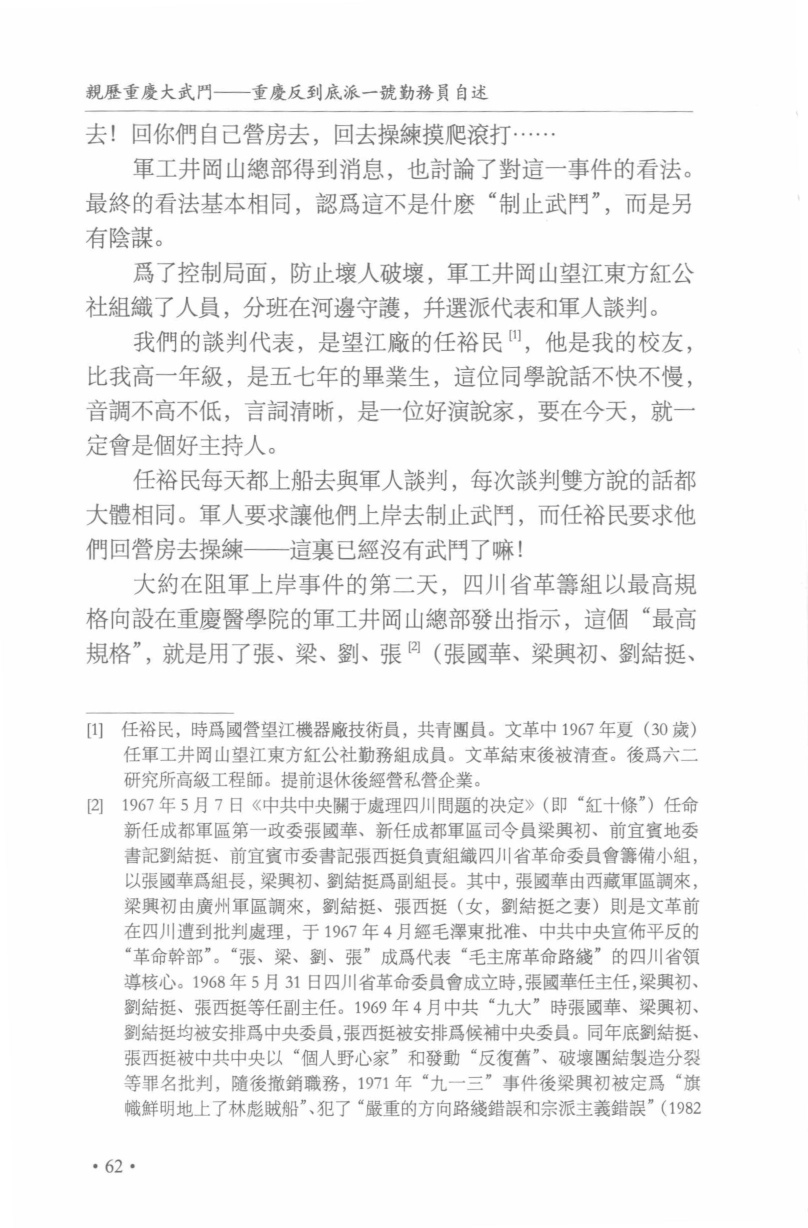 親歷重慶大武鬥——重慶反到底派一號勤務員自述
去！回你們自己營房去，回去操練摸爬滾打……
軍工井岡山總部得到消息，也討論了對這一事件的看法。
最終的看法基本相同，認爲這不是什麽“制止武鬥”，而是另
有陰謀。
爲了控制局面，防止壞人破壞，軍工井岡山望江東方紅公
社組織了人員，分班在河邊守護，幷選派代表和軍人談判。
我們的談判代表，是望江廠的任裕民[1]，他是我的校友，
比我高一年級，是五七年的畢業生，這位同學說話不快不慢，
音調不高不低，言詞清晰，是一位好演說家，要在今天，就一
定會是個好主持人。
任裕民每天都上船去與軍人談判，每次談判雙方說的話都
大體相同。軍人要求讓他們上岸去制止武鬥，而任裕民要求他
們回營房去操練——這裏已經沒有武鬥了嘛！
大約在阻軍上岸事件的第二天，四川省革籌組以最高規
格向設在重慶醫學院的軍工井岡山總部發出指示，這個“最高
規格”，就是用了張、梁、劉、張[2]（張國華、梁興初、劉結挺、
[1] 任裕民，時爲國營望江機器廠技術員，共青團員。文革中1967年夏（30歲）
任軍工井岡山望江東方紅公社勤務組成員。文革結束後被清查。後爲六二
研究所高級工程師。提前退休後經營私營企業。
[2] 1967年5月7日《中共中央關于處理四川問題的決定》（即“紅十條”）任命
新任成都軍區第一政委張國華、新任成都軍區司令員梁興初、前宜賓地委
書記劉結挺、前宜賓市委書記張西挺負責組織四川省革命委員會籌備小組，
以張國華爲組長，梁興初、劉結挺爲副組長。其中，張國華由西藏軍區調來，
梁興初由廣州軍區調來，劉結挺、張西挺（女，劉結挺之妻）則是文革前
在四川遭到批判處理，于1967年4月經毛澤東批准、中共中央宣佈平反的
“革命幹部”。“張、梁、劉、張”成爲代表“毛主席革命路綫”的四川省領
導核心。1968年5月31日四川省革命委員會成立時，張國華任主任，梁興初、
劉結挺、張西挺等任副主任。1969年4月中共“九大”時張國華、梁興初、
劉結挺均被安排爲中央委員，張西挺被安排爲候補中央委員。同年底劉結挺、
張西挺被中共中央以“個人野心家”和發動“反復舊”、破壞團結製造分裂
等罪名批判，隨後撤銷職務，1971年“九一三”事件後梁興初被定爲“旗
幟鮮明地上了林彪賊船”、犯了“嚴重的方向路綫錯誤和宗派主義錯誤”（1982
• 62 •